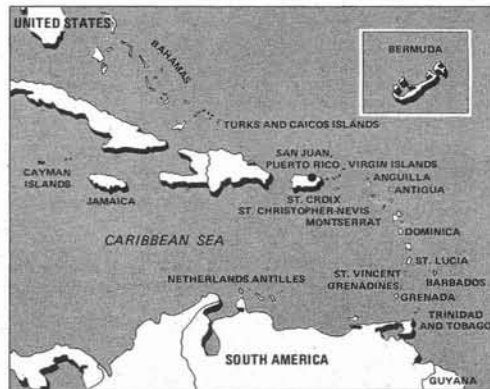 UNITED STATES
BERMUDA
BAHAMAS
TURKS AND CAICOS ISLANDS
SAN JUAN,
PUERTO RICO
VIRGIN ISLANDS
ANGUILLA
ANTIGUA
CAYMAN
ISLANDS
JAMAICA
ST. CROIX
ST. CHRISTOPHER-NEVIS
MONTSERRAT
DOMINICA
CARIBBEAN SEA
ST. LUCIA
ST. VINCENT
GRENADINES
BARBADOS
NETHERLANDS ANTILLES
GRENADA
TRINIDAD
AND TOBAGO
SOUTH AMERICA
GUYANA